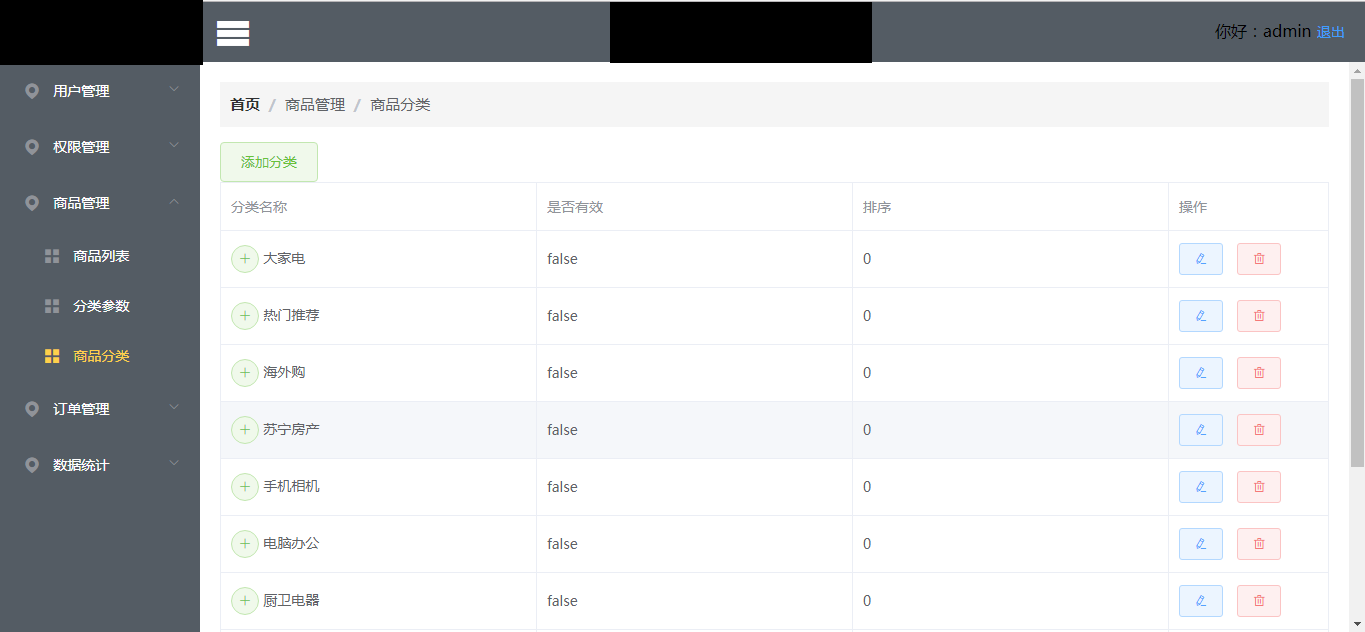 你好：admin 退出
用户管理
权限管理
商品管理
商品列表
分类参数
商品分类
订单管理
数据统计
首页 / 商品管理 / 商品分类
添加分类
分类名称 是否有效 排序 操作
大家电 false 0
热门推荐 false 0
海外购 false 0
苏宁房产 false 0
手机相机 false 0
电脑办公 false 0
厨卫电器 false 0